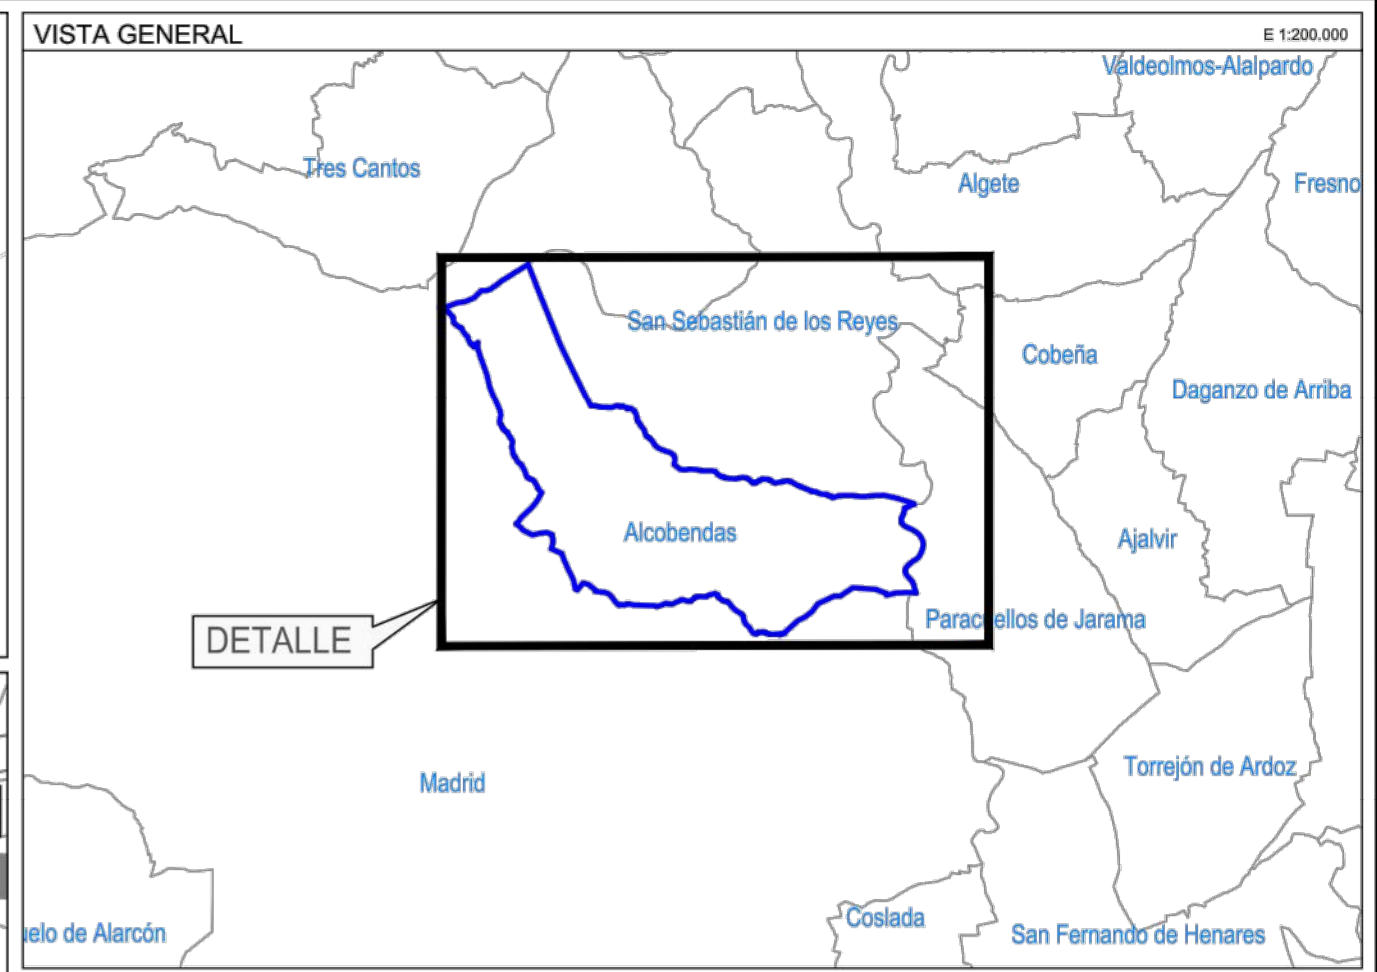 VISTA GENERAL
E 1:200.000
Valdeolmos-Alalpardo
Tres Cantos
Algete
Fresno
San Sebastián de los Reyes
Cobeña
Daganzo de Arriba
Alcobendas
Ajalvir
Paracuellos de Jarama
DETALLE
Torrejón de Ardoz
Madrid
Coslada
uelo de Alarcón
San Fernando de Henares